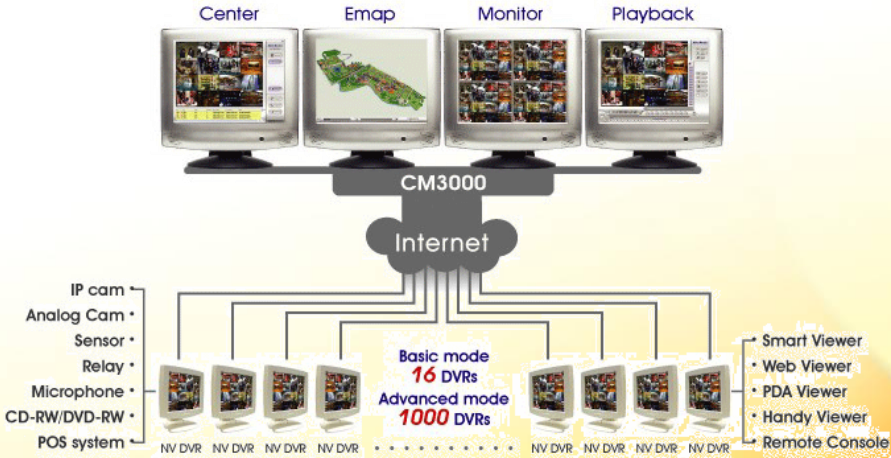 Center Emap Monitor Playback
CM3000
Internet
IP cam
Analog Cam
Sensor
Relay
Microphone
CD-RW/DVD-RW
POS system
Basic mode
16 DVRs
Advanced mode
1000 DVRs
Smart Viewer
Web Viewer
PDA Viewer
Handy Viewer
Remote Console
NV DVR NV DVR NV DVR NV DVR NV DVR NV DVR NV DVR NV DVR